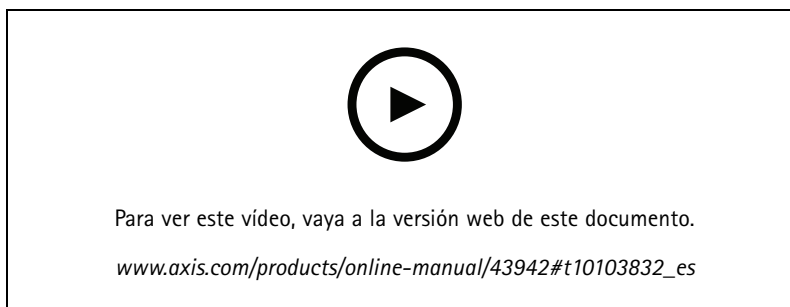 Para ver este vídeo, vaya a la versión web de este documento.
www.axis.com/products/online-manual/43942#t10103832_es